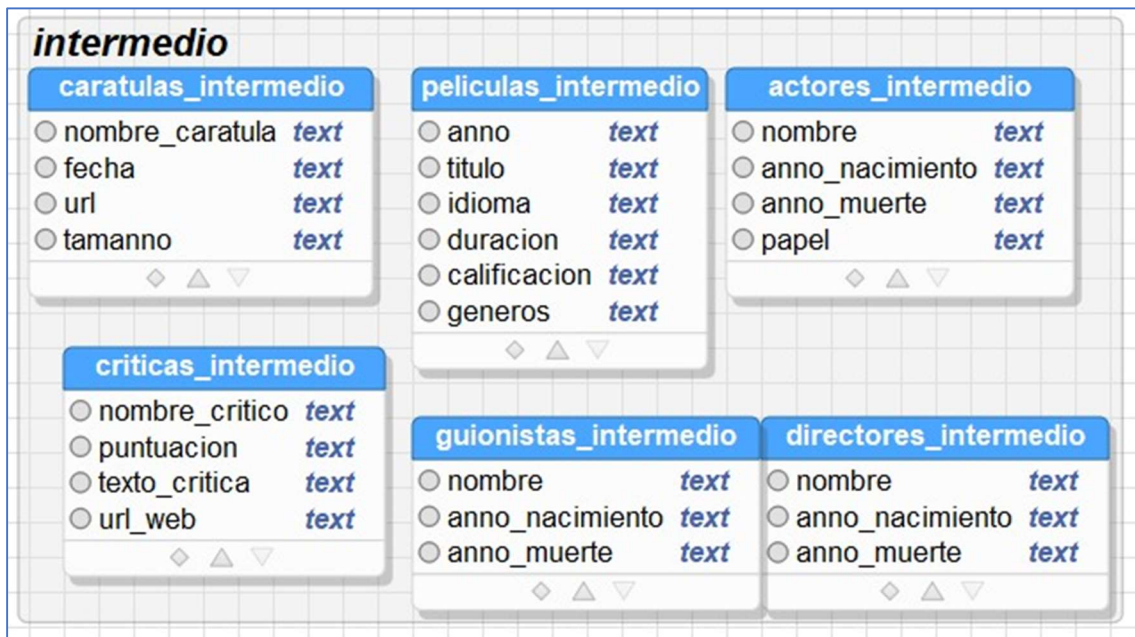 intermedio
caratulas_intermedio
nombre_caratula text
fecha text
url text
tamanno text
peliculas_intermedio
anno text
titulo text
idioma text
duracion text
calificacion text
generos text
actores_intermedio
nombre text
anno_nacimiento text
anno_muerte text
papel text
criticas_intermedio
nombre_critico text
puntuacion text
texto_critica text
url_web text
guionistas_intermedio
nombre text
anno_nacimiento text
anno_muerte text
directores_intermedio
nombre text
anno_nacimiento text
anno_muerte text